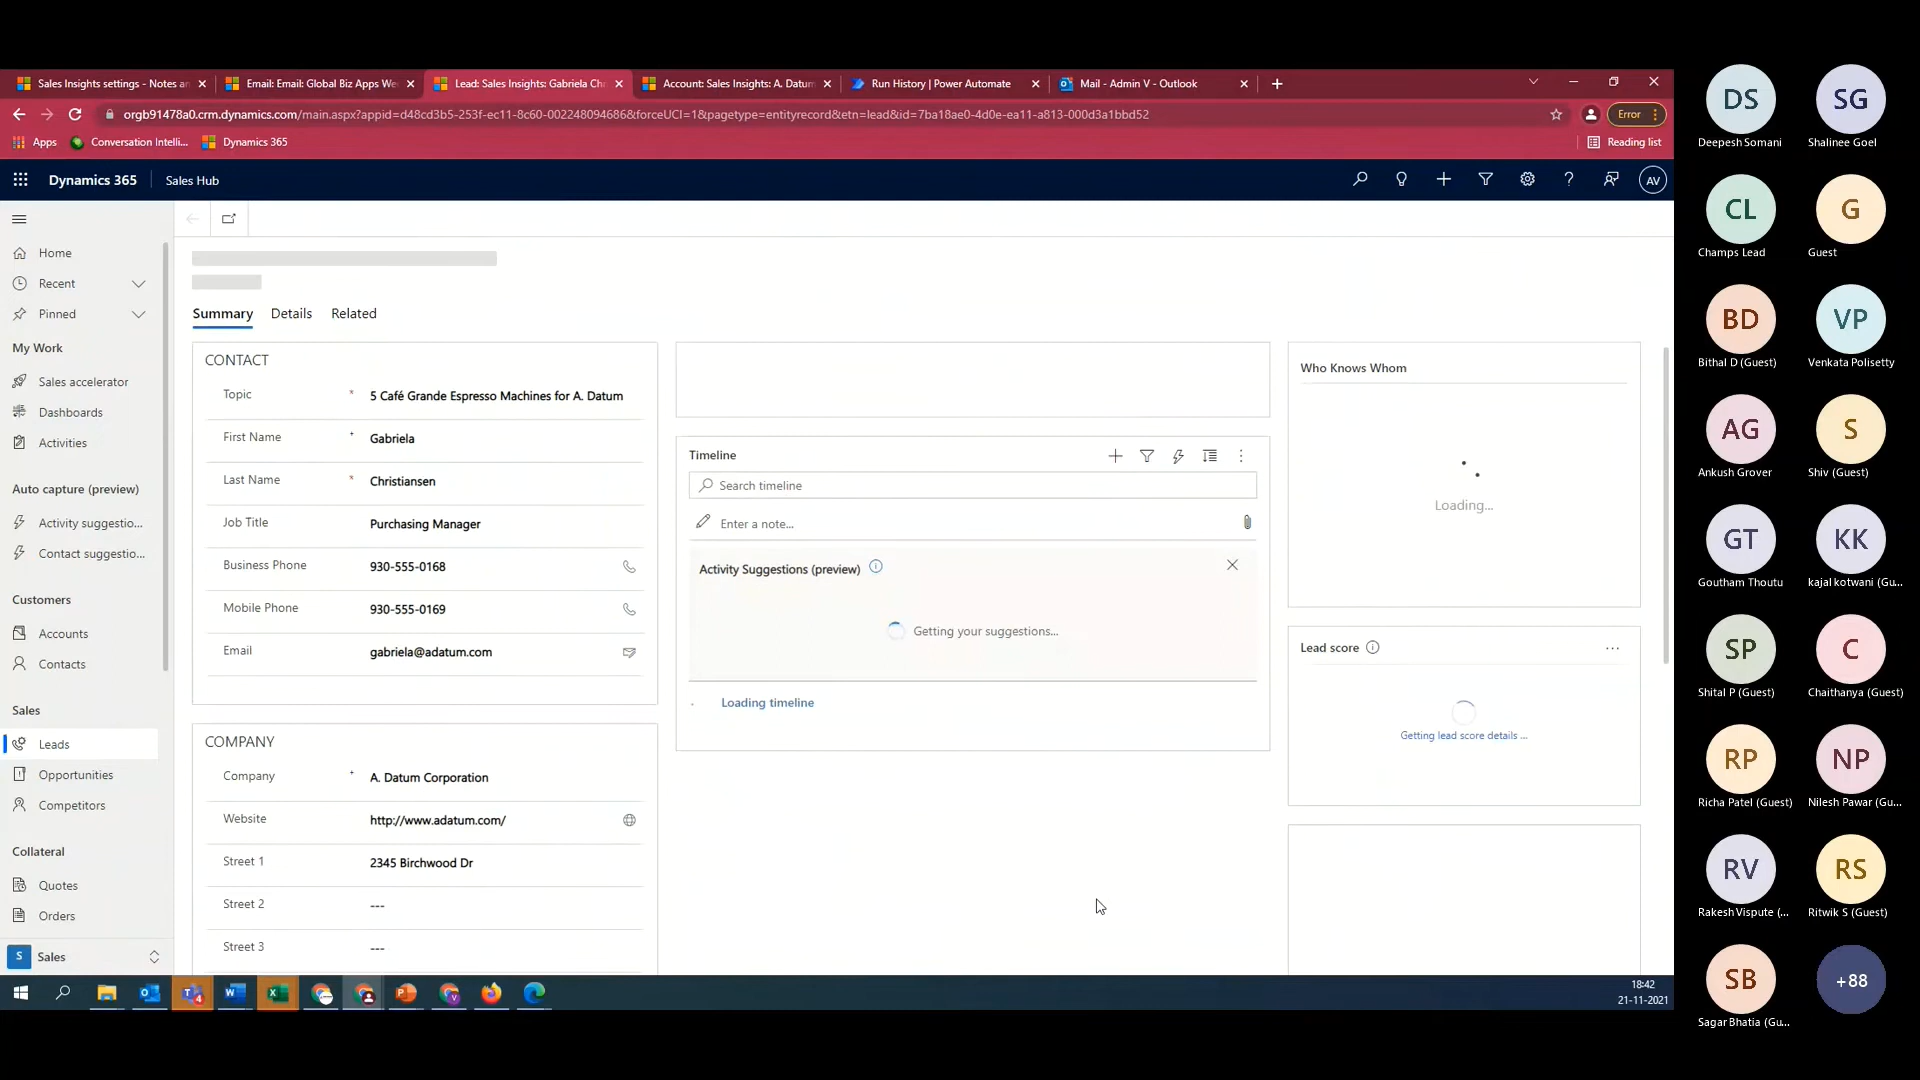 Sales Insights settings - Notes an
Email: Email: Global Biz Apps We
Lead: Sales Insights: Gabriela Chr
Account: Sales Insights: A. Datum
Run History | Power Automate
Mail - Admin V - Outlook
orgb91478a0.crm.dynamics.com/main.aspx?appid=d48cd3b5-253f-ec11-8c60-002248094686&forceUCI=1&pagetype=entityrecord&etn=lead&id=7ba18ae0-4d0e-ea11-a813-000d3a1bbd52
Error
Apps
Conversation Intelli...
Dynamics 365
Reading list
Dynamics 365
Sales Hub
AV
Home
Recent
Pinned
My Work
Sales accelerator
Dashboards
Activities
Auto capture (preview)
Activity suggestio...
Contact suggestio...
Customers
Accounts
Contacts
Sales
Leads
Opportunities
Competitors
Collateral
Quotes
Orders
S
Sales
Summary
Details
Related
CONTACT
Topic * 5 Café Grande Espresso Machines for A. Datum
First Name + Gabriela
Last Name * Christiansen
Job Title Purchasing Manager
Business Phone 930-555-0168
Mobile Phone 930-555-0169
Email gabriela@adatum.com
COMPANY
Company + A. Datum Corporation
Website http://www.adatum.com/
Street 1 2345 Birchwood Dr
Street 2 ---
Street 3 ---
Timeline
Search timeline
Enter a note...
Activity Suggestions (preview)
Getting your suggestions...
Loading timeline
Who Knows Whom
Loading...
Lead score
Getting lead score details ...
18:42
21-11-2021
DS
Deepesh Somani
SG
Shalinee Goel
CL
Champs Lead
G
Guest
BD
Bithal D (Guest)
VP
Venkata Polisetty
AG
Ankush Grover
S
Shiv (Guest)
GT
Goutham Thoutu
KK
kajal kotwani (Gu...
SP
Shital P (Guest)
C
Chaithanya (Guest)
RP
Richa Patel (Guest)
NP
Nilesh Pawar (Gu...
RV
Rakesh Vispute (...
RS
Ritwik S (Guest)
SB
Sagar Bhatia (Gu...
+88